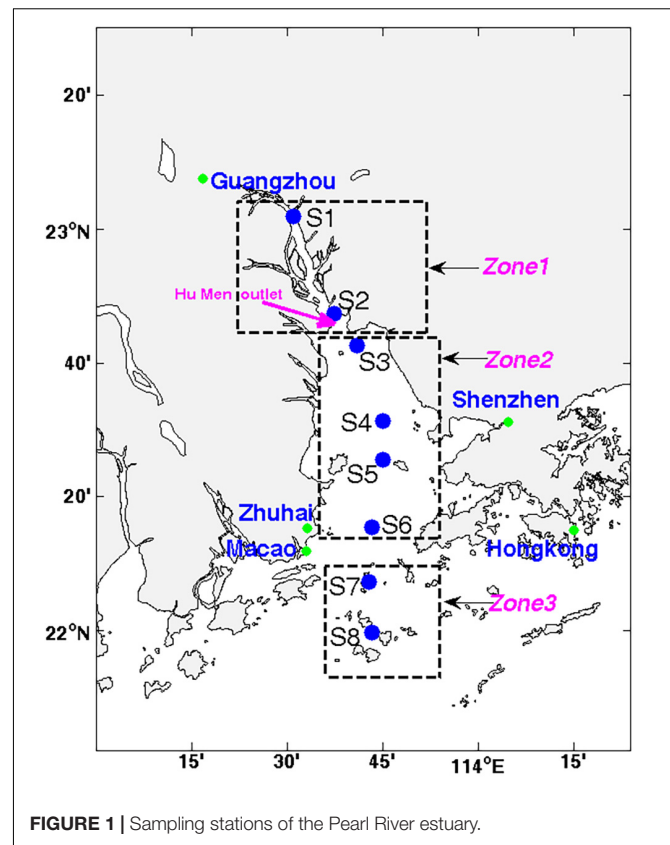 20'
Guangzhou
S1
23°N
Zone1
Hu Men outlet
S2
S3
40'
Zone2
Shenzhen
S4
S5
20'
Zhuhai
S6
Macao
Hongkong
S7
Zone3
22°N
S8
15'
30'
45'
114°E
15'
FIGURE 1 | Sampling stations of the Pearl River estuary.